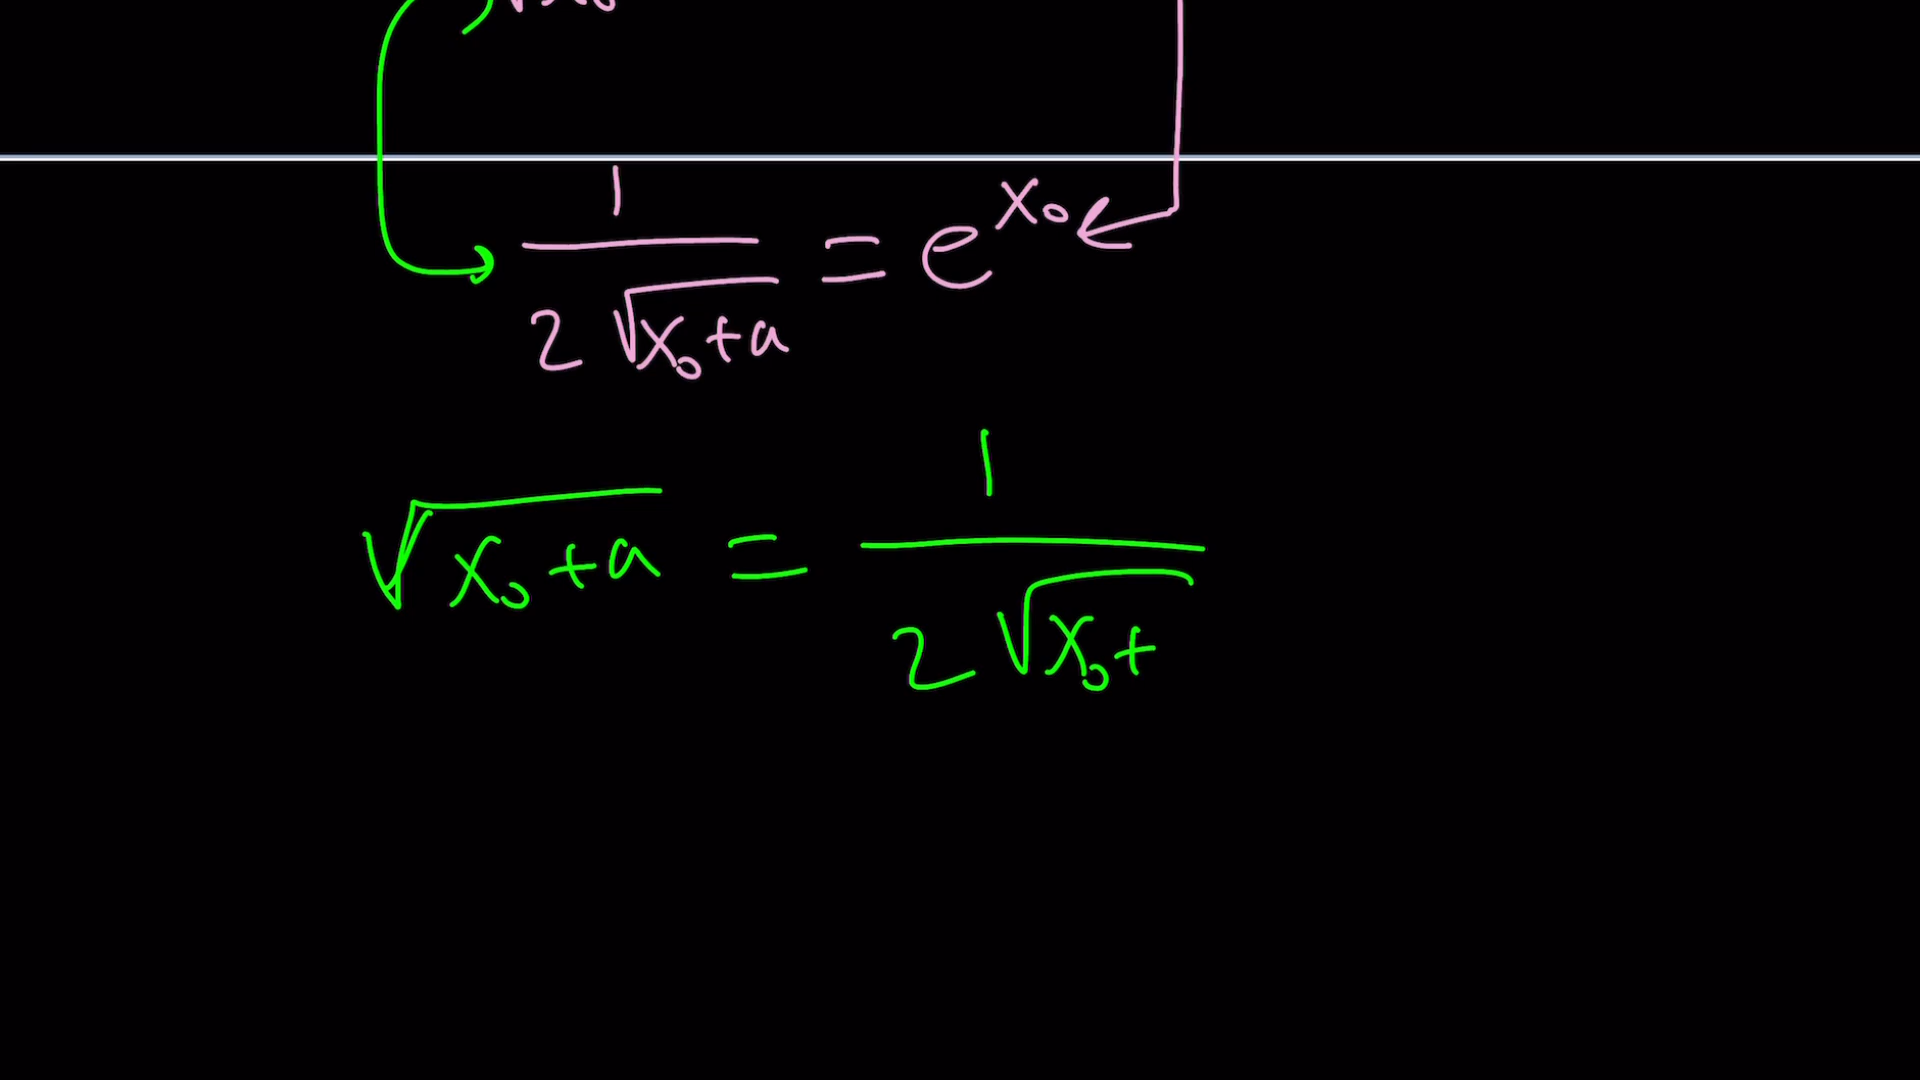 1/(2√(x₀+a)) = e^(x₀)
√(x₀+a) = 1/(2√(x₀+